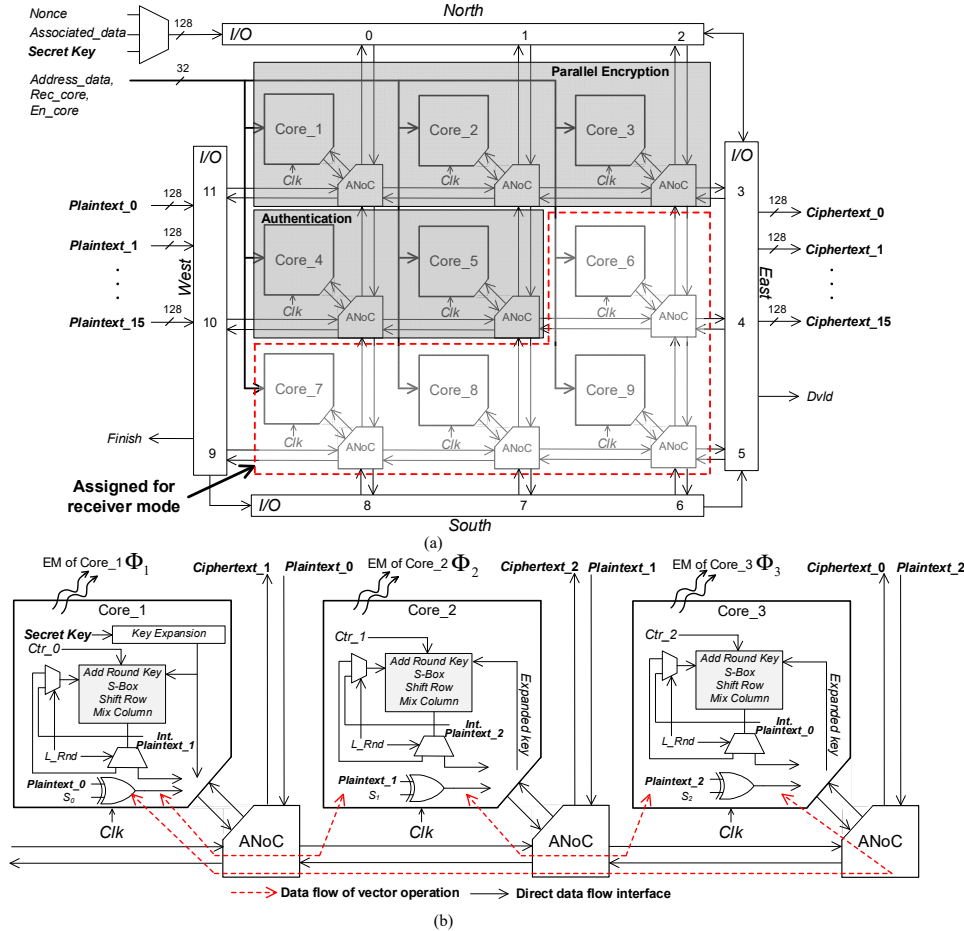 North
Nonce
Associated_data
Secret Key
128
I/O
0
1
2
Address_data,
Rec_core,
En_core
32
Parallel Encryption
Core_1
Core_2
Core_3
Clk
Clk
Clk
ANoC
ANoC
ANoC
I/O
11
I/O
3
West
East
Plaintext_0
128
Plaintext_1
128
Plaintext_15
128
128
Ciphertext_0
128
Ciphertext_1
128
Ciphertext_15
Authentication
Core_4
Core_5
Core_6
Clk
Clk
Clk
ANoC
ANoC
ANoC
10
4
Core_7
Core_8
Core_9
Clk
Clk
Clk
ANoC
ANoC
ANoC
Dvld
Finish
9
5
Assigned for
receiver mode
I/O
8
7
6
South
(a)
EM of Core_1 Φ1
Ciphertext_1
Plaintext_0
EM of Core_2 Φ2
Ciphertext_2
Plaintext_1
EM of Core_3 Φ3
Ciphertext_0
Plaintext_2
Core_1
Secret Key
Key Expansion
Ctr_0
Add Round Key
S-Box
Shift Row
Mix Column
L_Rnd
Int.
Plaintext_1
Plaintext_0
S0
Clk
ANoC
Core_2
Ctr_1
Add Round Key
S-Box
Shift Row
Mix Column
Expanded key
L_Rnd
Int.
Plaintext_2
Plaintext_1
S1
Clk
ANoC
Core_3
Ctr_2
Add Round Key
S-Box
Shift Row
Mix Column
Expanded key
L_Rnd
Int.
Plaintext_0
Plaintext_2
S2
Clk
ANoC
Data flow of vector operation
Direct data flow interface
(b)